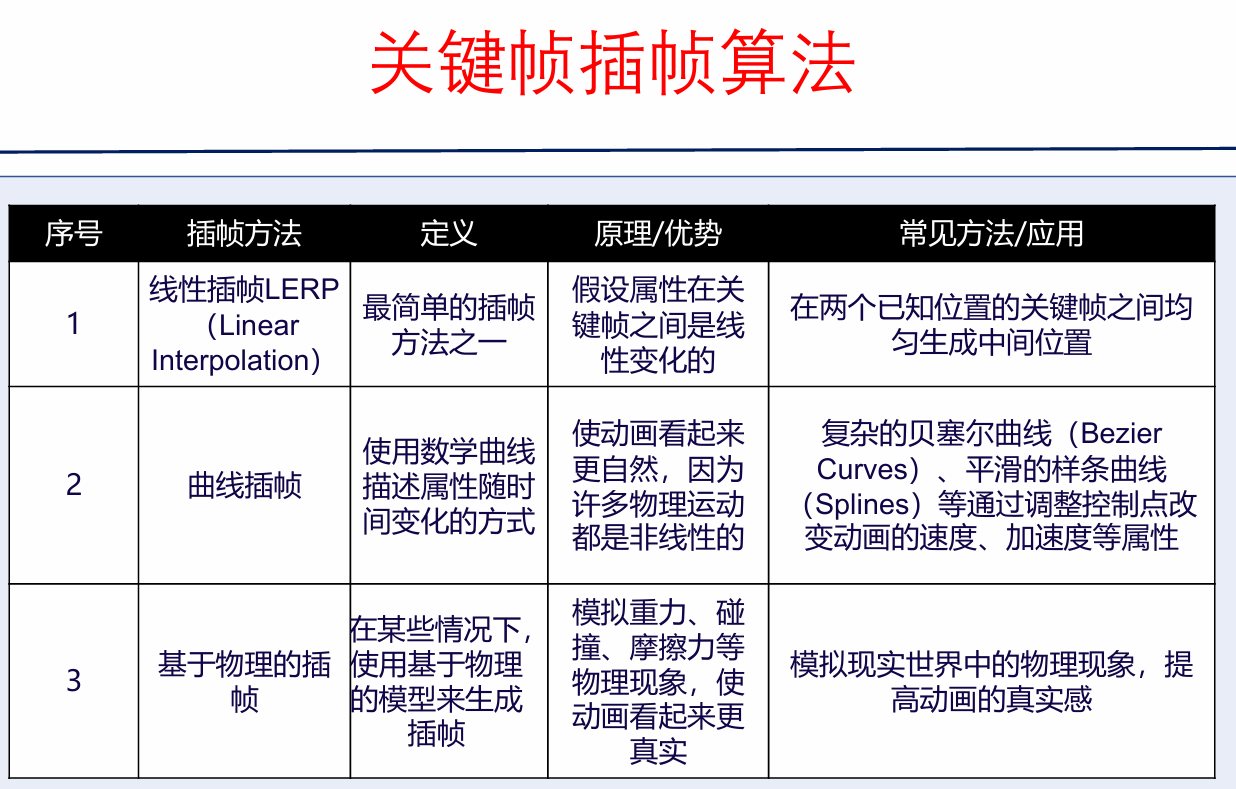 关键帧插帧算法
序号
插帧方法
定义
原理/优势
常见方法/应用
1
线性插帧LERP
（Linear
Interpolation）
最简单的插帧
方法之一
假设属性在关
键帧之间是线
性变化的
在两个已知位置的关键帧之间均
匀生成中间位置
2
曲线插帧
使用数学曲线
描述属性随时
间变化的方式
使动画看起来
更自然，因为
许多物理运动
都是非线性的
复杂的贝塞尔曲线（Bezier
Curves）、平滑的样条曲线
（Splines）等通过调整控制点改
变动画的速度、加速度等属性
3
基于物理的插
帧
在某些情况下，
使用基于物理
的模型来生成
插帧
模拟重力、碰
撞、摩擦力等
物理现象，使
动画看起来更
真实
模拟现实世界中的物理现象，提
高动画的真实感